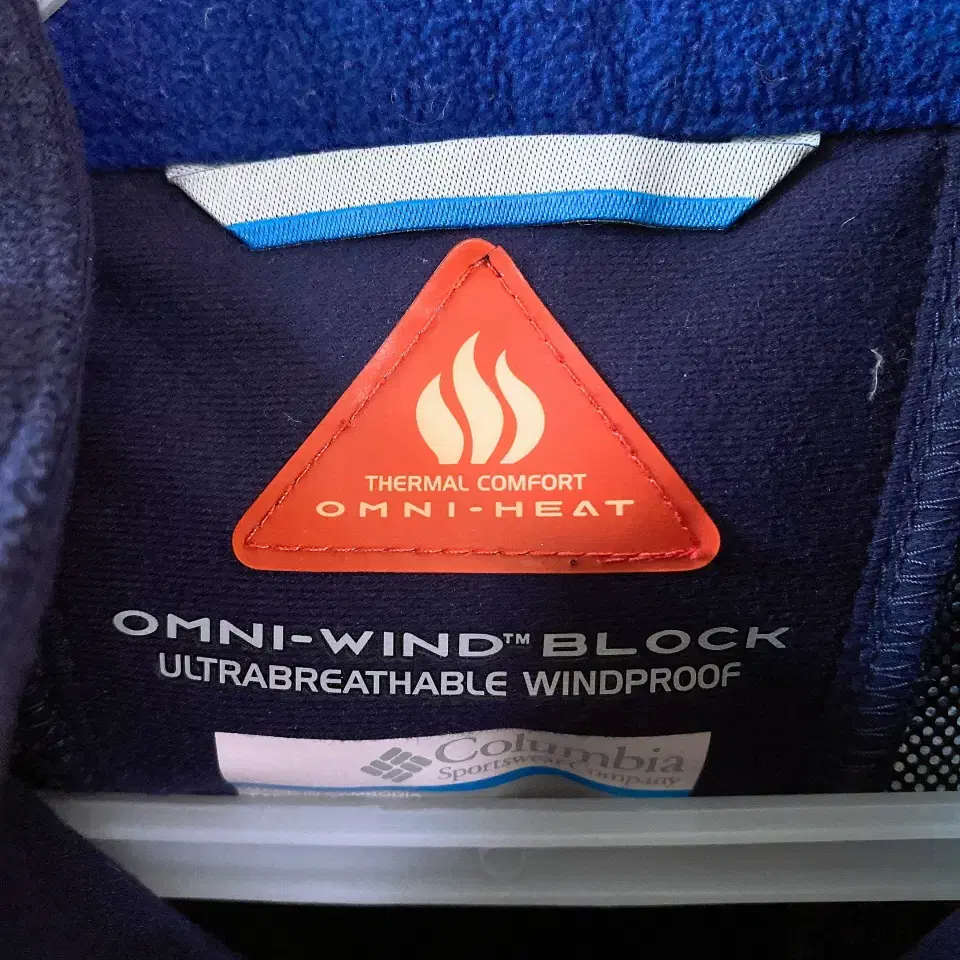 THERMAL COMFORT
OMNI-HEAT
OMNI-WIND™ BLOCK
ULTRABREATHABLE WINDPROOF
Columbia
Sportswear Company